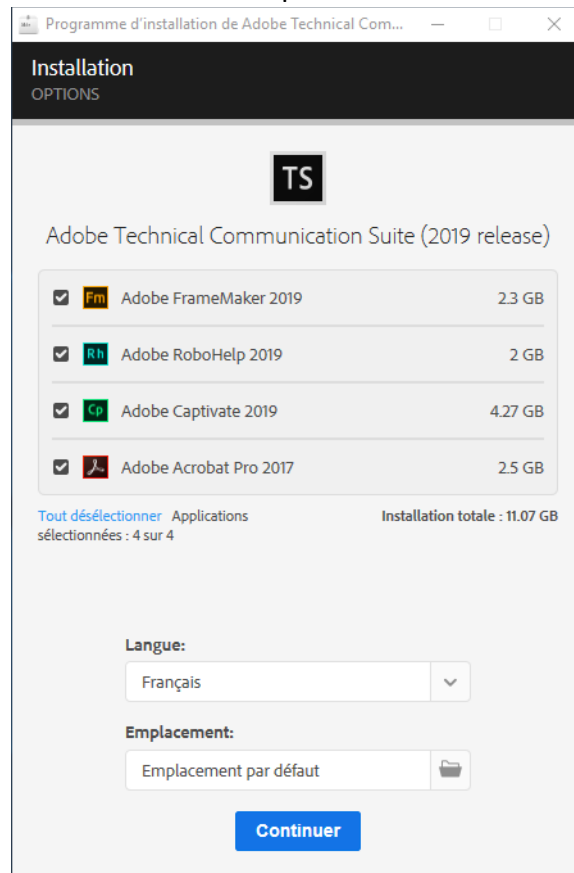 Programme d'installation de Adobe Technical Com...
Installation
OPTIONS
TS
Adobe Technical Communication Suite (2019 release)
Fm Adobe FrameMaker 2019 2.3 GB
Rh Adobe RoboHelp 2019 2 GB
Cp Adobe Captivate 2019 4.27 GB
Adobe Acrobat Pro 2017 2.5 GB
Tout désélectionner Applications Installation totale : 11.07 GB
sélectionnées : 4 sur 4
Langue:
Français
Emplacement:
Emplacement par défaut
Continuer